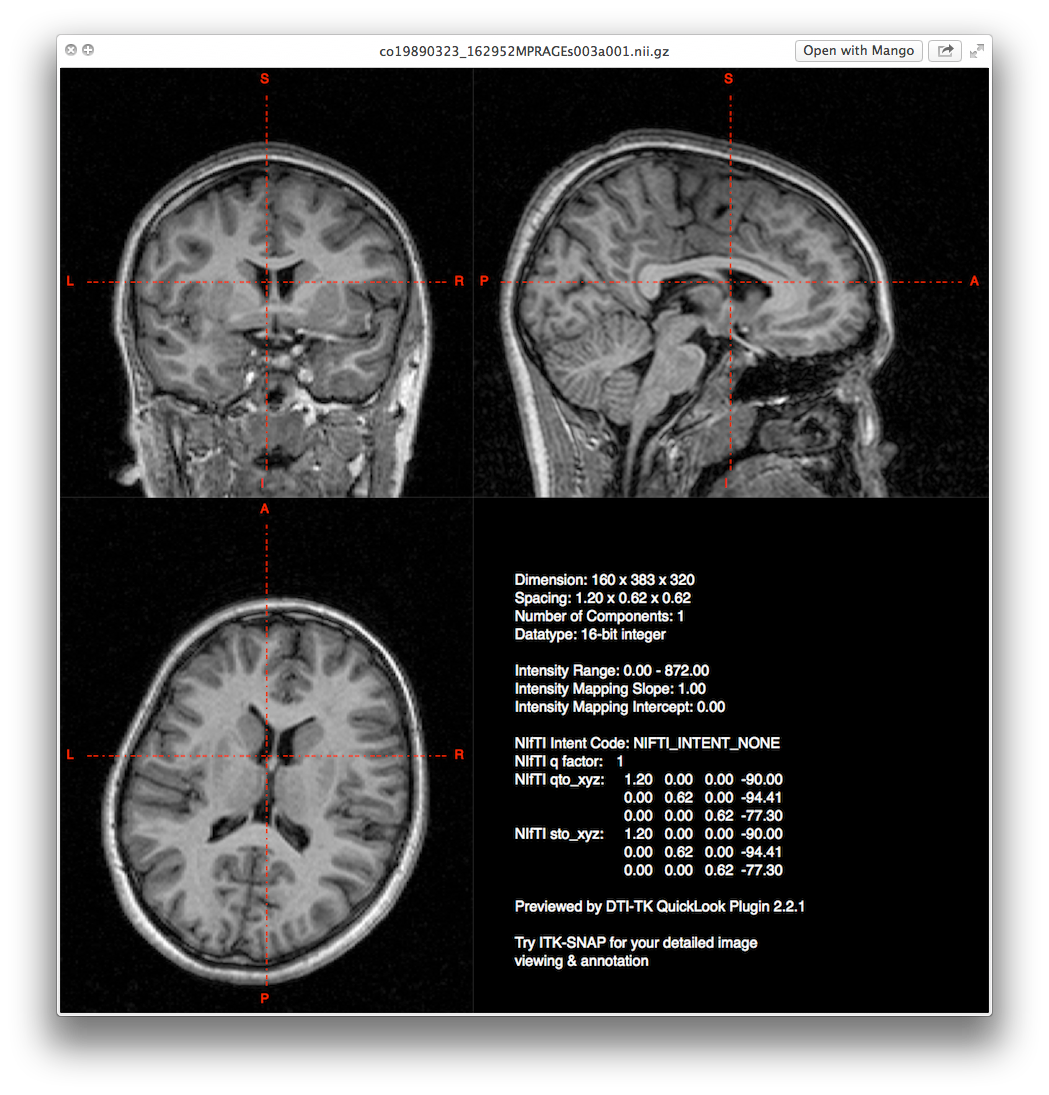 co19890323_162952MPRAGEs003a001.nii.gz
Open with Mango
S
S
L
R
P
A
I
I
A
L
R
P
Dimension: 160 x 383 x 320
Spacing: 1.20 x 0.62 x 0.62
Number of Components: 1
Datatype: 16-bit integer
Intensity Range: 0.00 - 872.00
Intensity Mapping Slope: 1.00
Intensity Mapping Intercept: 0.00
NIfTI Intent Code: NIFTI_INTENT_NONE
NIfTI q factor: 1
NIfTI qto_xyz: 1.20 0.00 0.00 -90.00
0.00 0.62 0.00 -94.41
0.00 0.00 0.62 -77.30
NIfTI sto_xyz: 1.20 0.00 0.00 -90.00
0.00 0.62 0.00 -94.41
0.00 0.00 0.62 -77.30
Previewed by DTI-TK QuickLook Plugin 2.2.1
Try ITK-SNAP for your detailed image
viewing & annotation